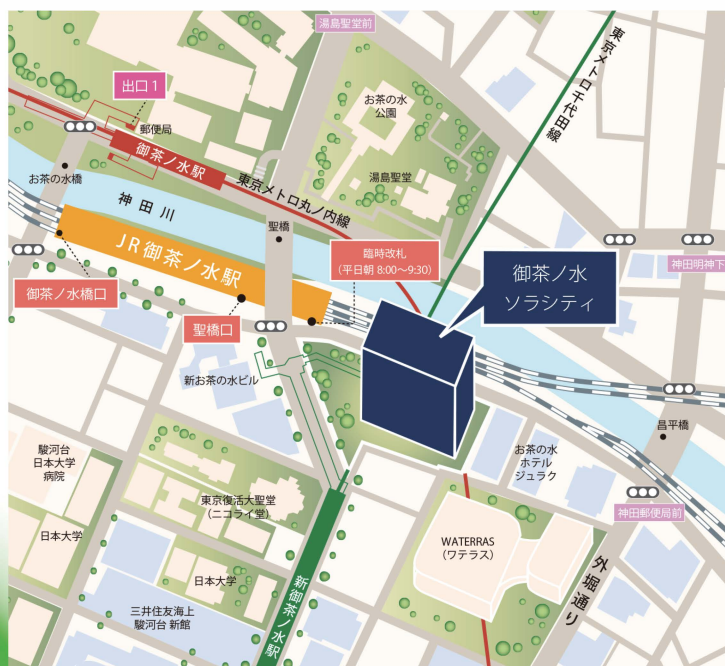 湯島聖堂前
東京メトロ千代田線
出口1
お茶の水
公園
郵便局
御茶ノ水駅
湯島聖堂
お茶の水橋
東京メトロ丸ノ内線
神田川
聖橋
JR御茶ノ水駅
臨時改札
(平日朝 8:00〜9:30)
御茶ノ水
ソラシティ
神田明神下
御茶ノ水橋口
聖橋口
新お茶の水ビル
昌平橋
駿河台
日本大学
病院
お茶の水
ホテル
ジュラク
東京復活大聖堂
(ニコライ堂)
神田郵便局前
日本大学
WATERRAS
(ワテラス)
外堀通り
日本大学
新御茶ノ水駅
三井住友海上
駿河台 新館